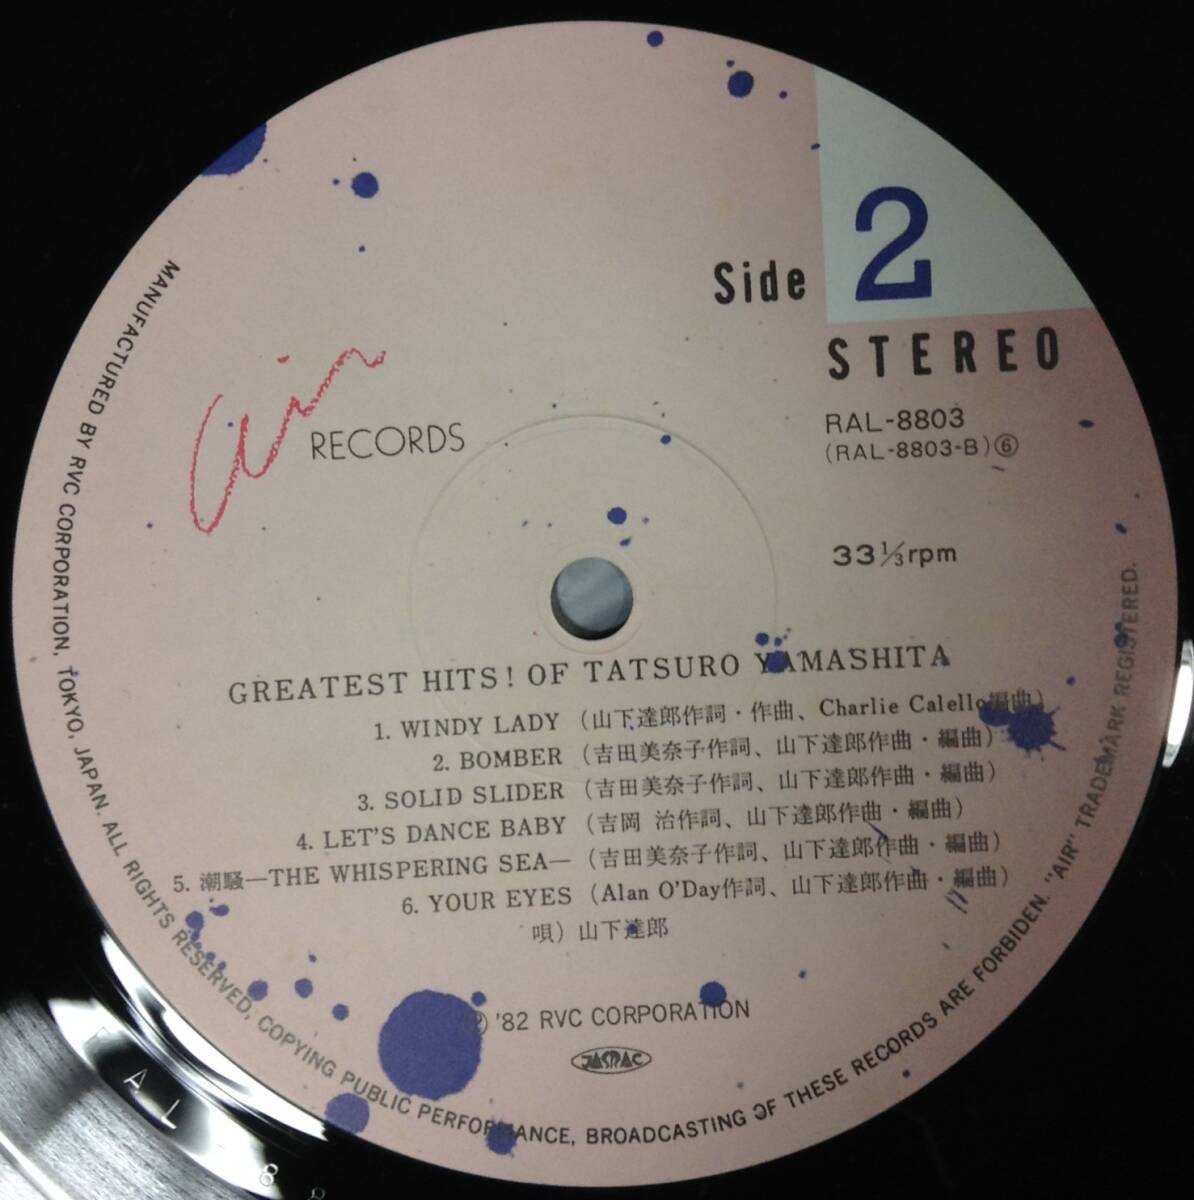 Side 2
STEREO
Air RECORDS
RAL-8803
(RAL-8803-B)⑥
33 1/3 rpm
GREATEST HITS! OF TATSURO YAMASHITA
1. WINDY LADY (山下達郎作詞・作曲、Charlie Calello編曲)
2. BOMBER (吉田美奈子作詞、山下達郎作曲・編曲)
3. SOLID SLIDER (吉田美奈子作詞、山下達郎作曲・編曲)
4. LET'S DANCE BABY (吉岡 治作詞、山下達郎作曲・編曲)
5. 潮騒—THE WHISPERING SEA— (吉田美奈子作詞、山下達郎作曲・編曲)
6. YOUR EYES (Alan O'Day作詞、山下達郎作曲・編曲)
唄) 山下達郎
Ⓟ '82 RVC CORPORATION
JASRAC
MANUFACTURED BY RVC CORPORATION, TOKYO, JAPAN. ALL RIGHTS RESERVED, COPYING PUBLIC PERFORMANCE, BROADCASTING OF THESE RECORDS ARE FORBIDEN. "AIR" TRADEMARK REGISTERED.